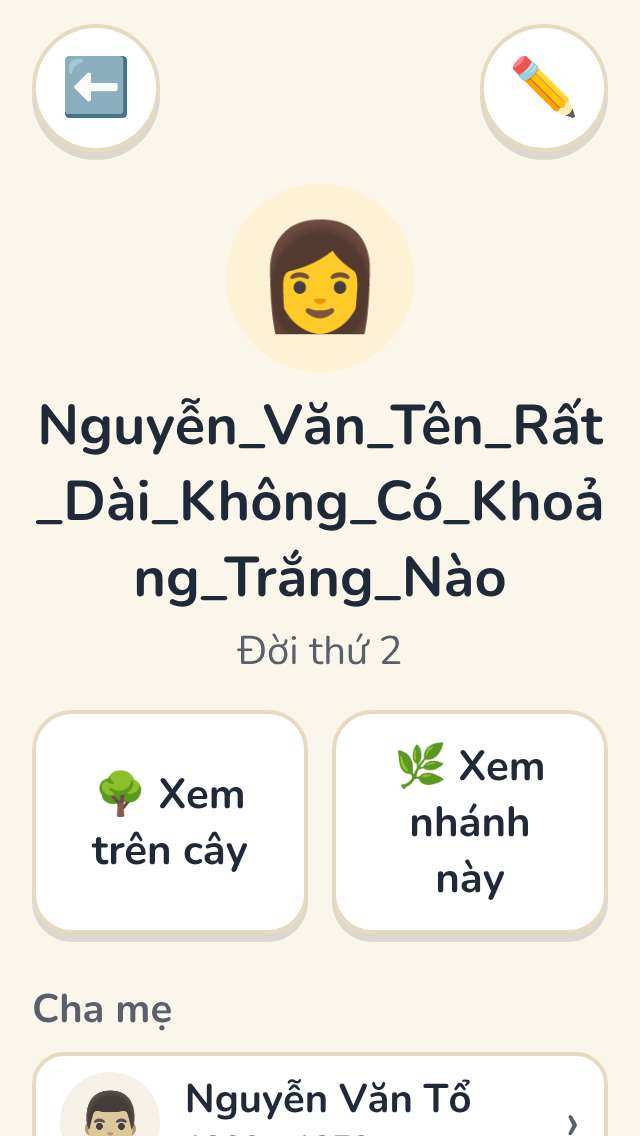 Nguyễn_Văn_Tên_Rất
_Dài_Không_Có_Khoả
ng_Trắng_Nào
Đời thứ 2
Xem
trên cây
Xem
nhánh
này
Cha mẹ
Nguyễn Văn Tổ